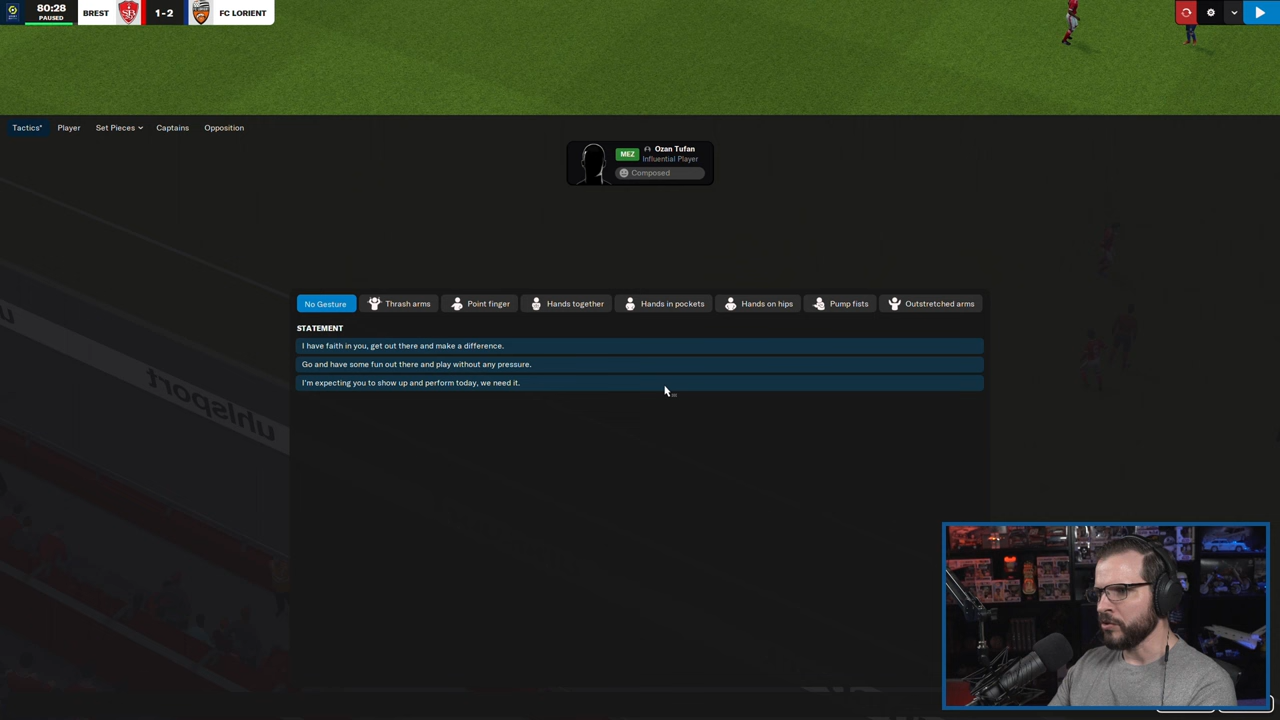 80:28
PAUSED
BREST
1-2
FC LORIENT
Tactics*
Player
Set Pieces
Captains
Opposition
MEZ
Ozan Tufan
Influential Player
Composed
No Gesture
Thrash arms
Point finger
Hands together
Hands in pockets
Hands on hips
Pump fists
Outstretched arms
STATEMENT
I have faith in you, get out there and make a difference.
Go and have some fun out there and play without any pressure.
I'm expecting you to show up and perform today, we need it.
uhlsport